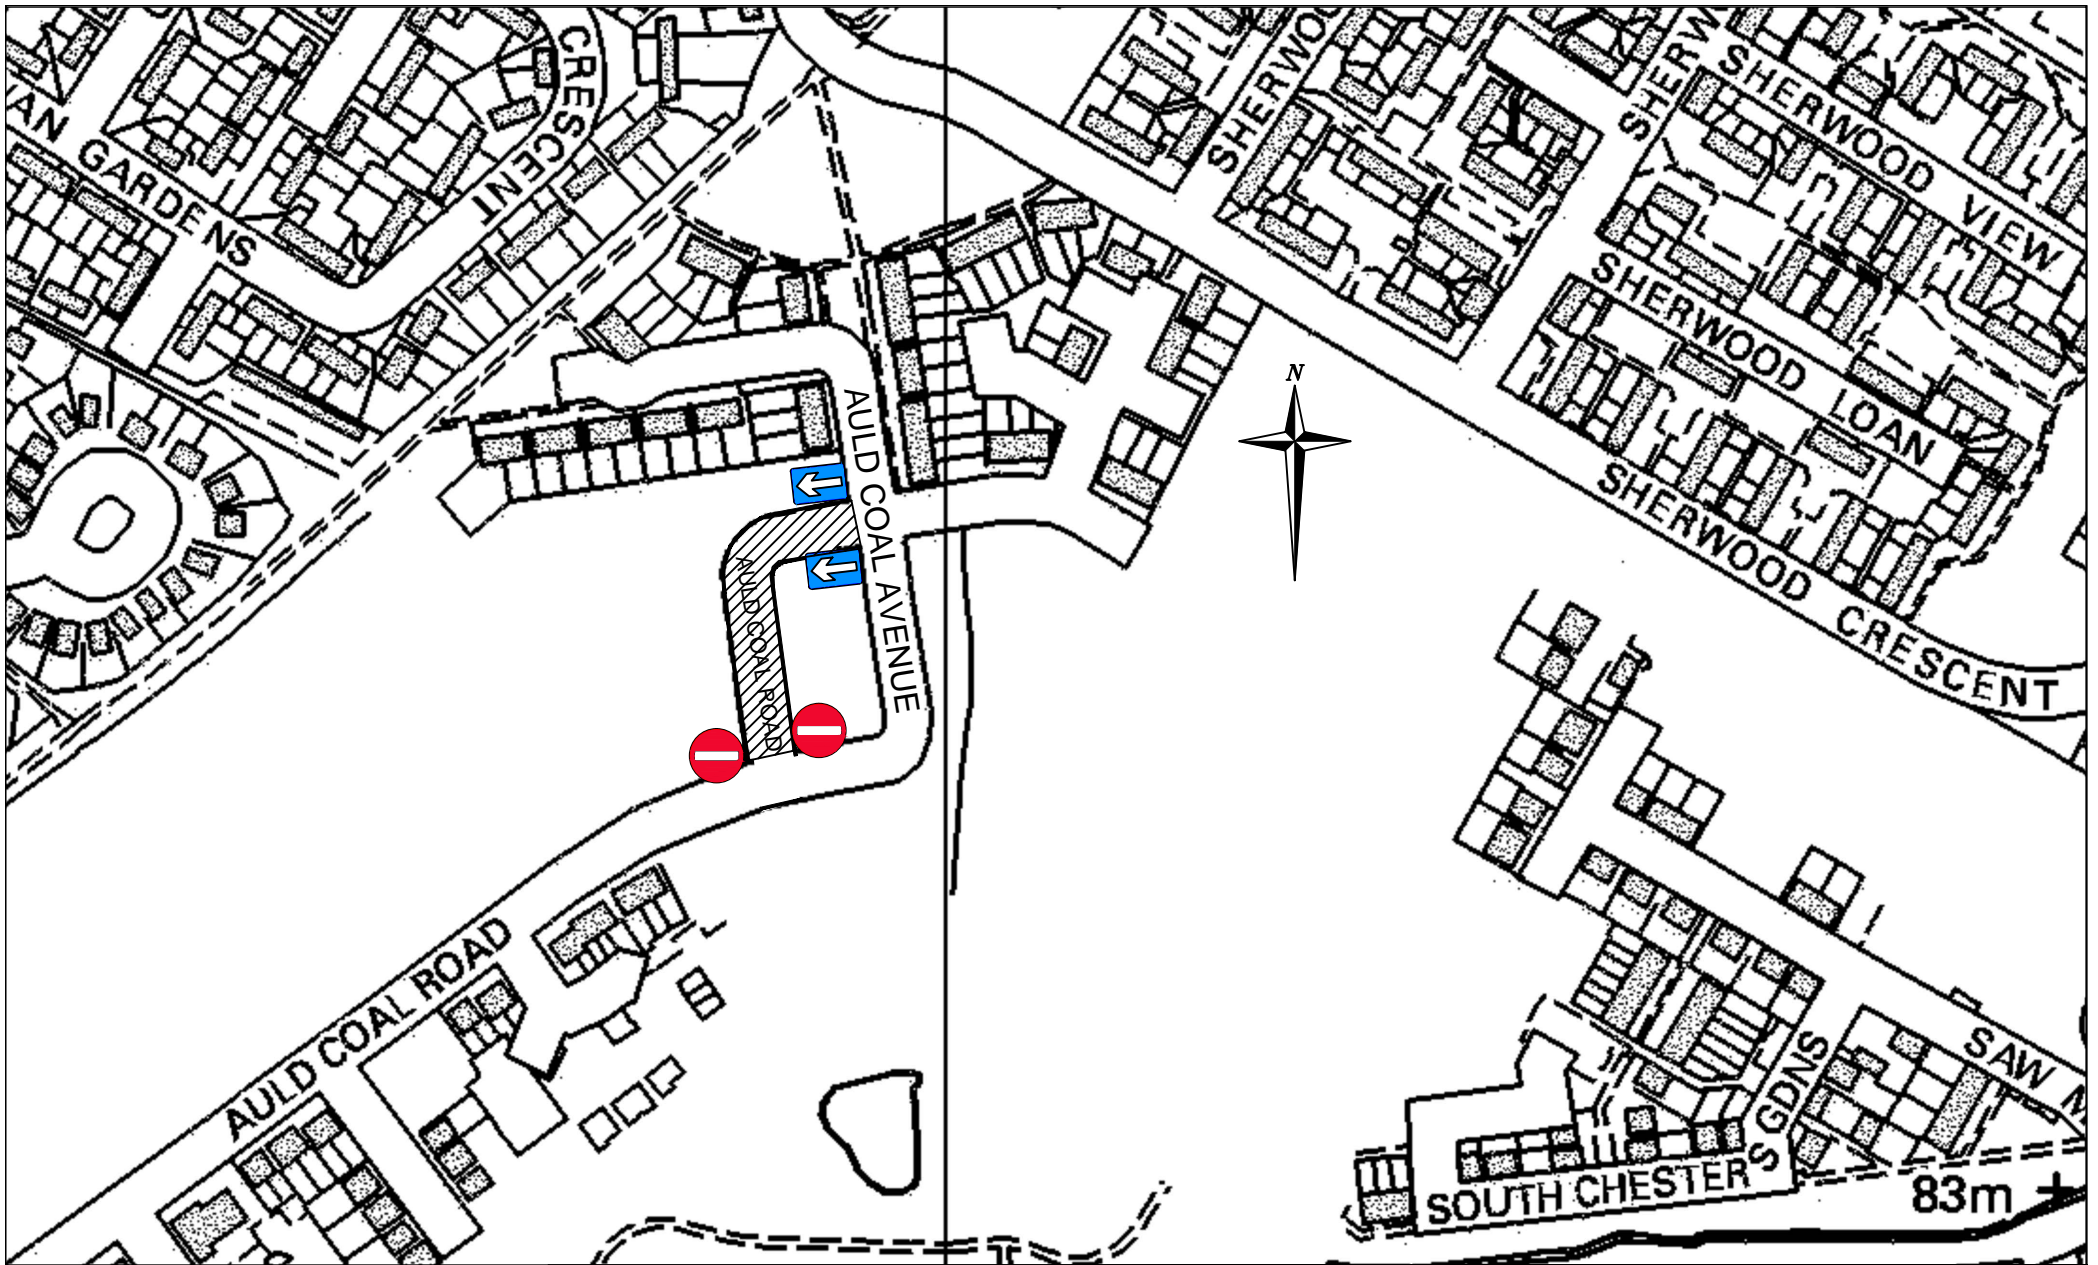 CRESCENT
GARDENS
SHERWOOD VIEW
SHERWOOD LOAN
SHERWOOD CRESCENT
N
AULD COAL AVENUE
AULD COAL ROAD
AULD COAL ROAD
SOUTH CHESTER
S GDNS
SAW
83m